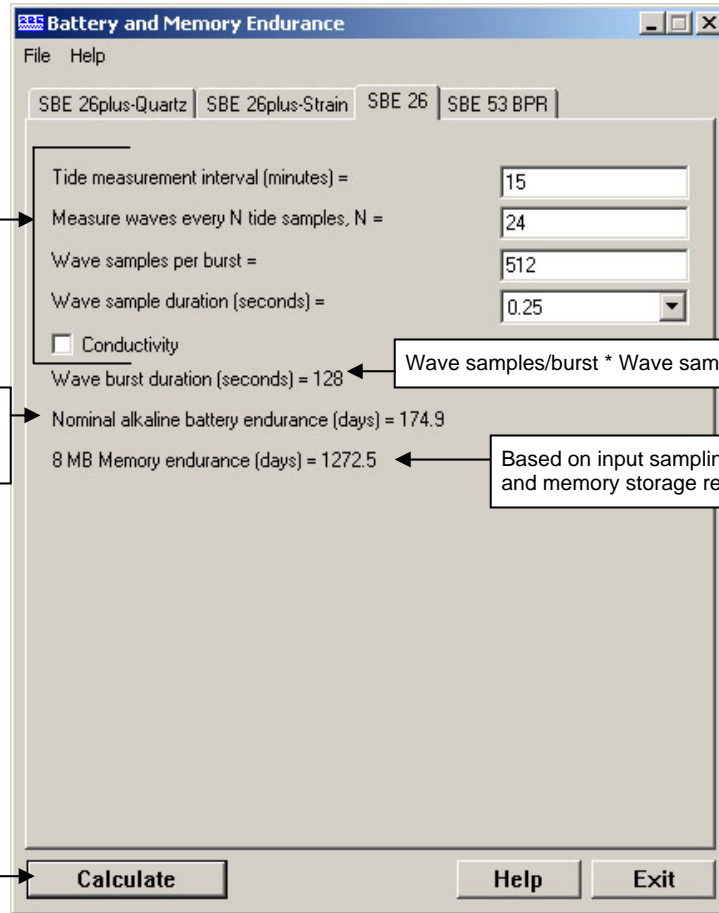 SBE Battery and Memory Endurance
File Help
SBE 26plus-Quartz SBE 26plus-Strain SBE 26 SBE 53 BPR
Tide measurement interval (minutes) = 15
Measure waves every N tide samples, N = 24
Wave samples per burst = 512
Wave sample duration (seconds) = 0.25
Conductivity
Wave burst duration (seconds) = 128
Wave samples/burst * Wave sam
Nominal alkaline battery endurance (days) = 174.9
8 MB Memory endurance (days) = 1272.5
Based on input samplin
and memory storage re
Calculate Help Exit